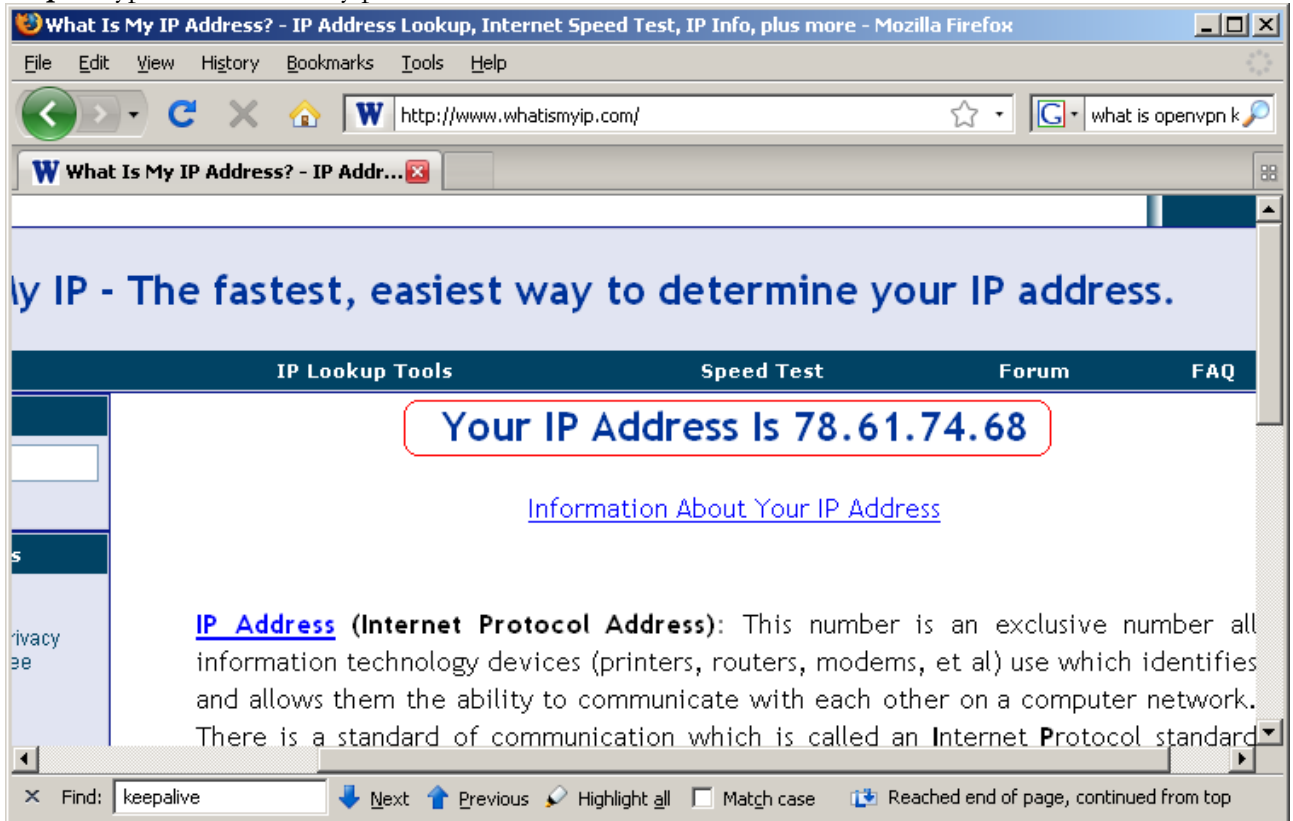 What Is My IP Address? - IP Address Lookup, Internet Speed Test, IP Info, plus more - Mozilla Firefox
File Edit View History Bookmarks Tools Help
W http://www.whatismyip.com/ G what is openvpn k
W What Is My IP Address? - IP Addr...
y IP - The fastest, easiest way to determine your IP address.
IP Lookup Tools Speed Test Forum FAQ
Your IP Address Is 78.61.74.68
Information About Your IP Address
s
IP Address (Internet Protocol Address): This number is an exclusive number all
rivacy
information technology devices (printers, routers, modems, et al) use which identifies
ee
and allows them the ability to communicate with each other on a computer network.
There is a standard of communication which is called an Internet Protocol standard
Find: keepalive Next Previous Highlight all Match case Reached end of page, continued from top